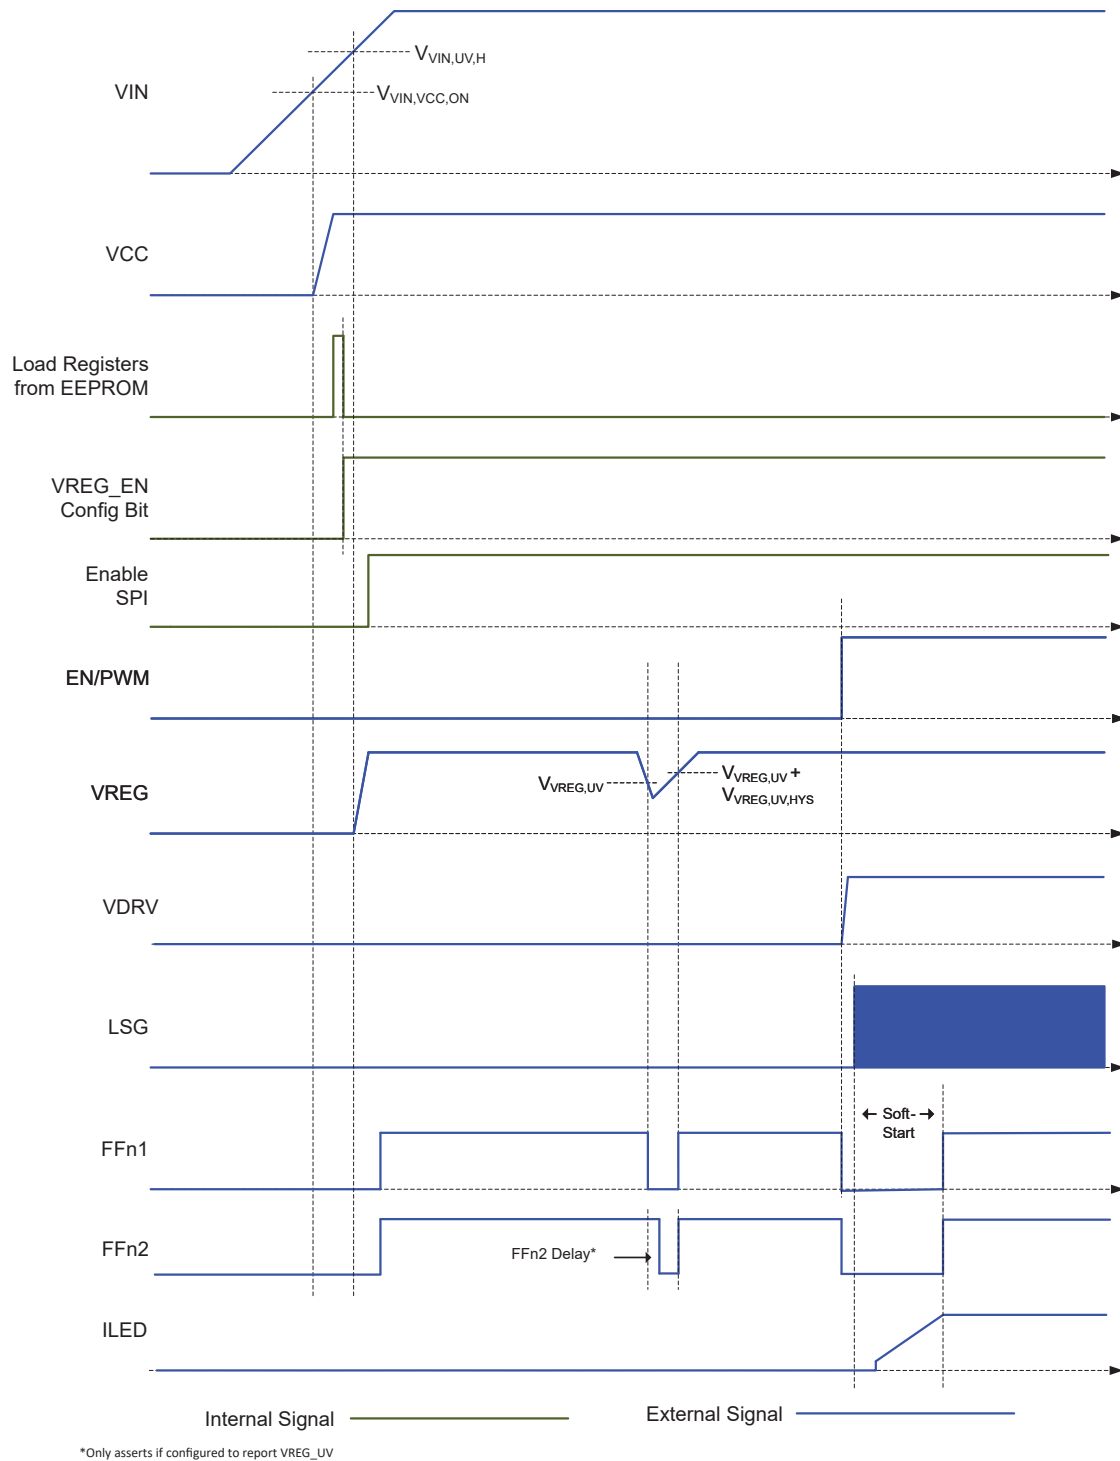 VIN
VVIN,UV,H
VVIN,VCC,ON
VCC
Load Registers
from EEPROM
VREG_EN
Config Bit
Enable
SPI
EN/PWM
VREG
VVREG,UV
VVREG,UV +
VVREG,UV,HYS
VDRV
LSG
Soft-
Start
FFn1
FFn2
FFn2 Delay*
ILED
Internal Signal
External Signal
*Only asserts if configured to report VREG_UV